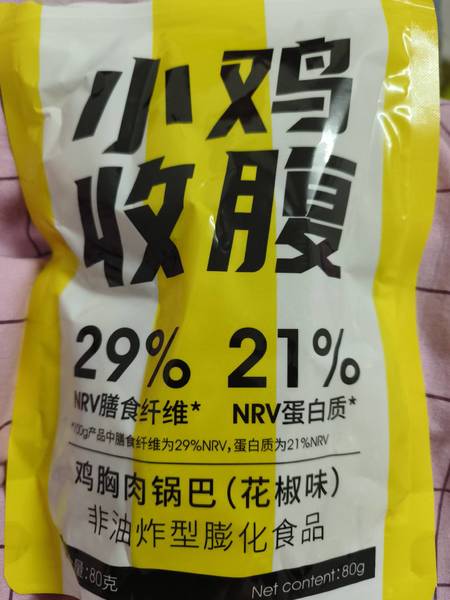 小鸡
收腹
29% 21%
NRV膳食纤维* NRV蛋白质*
*100g产品中膳食纤维为29%NRV,蛋白质为21%NRV
鸡胸肉锅巴(花椒味)
非油炸型膨化食品
量:80克 Net content:80g